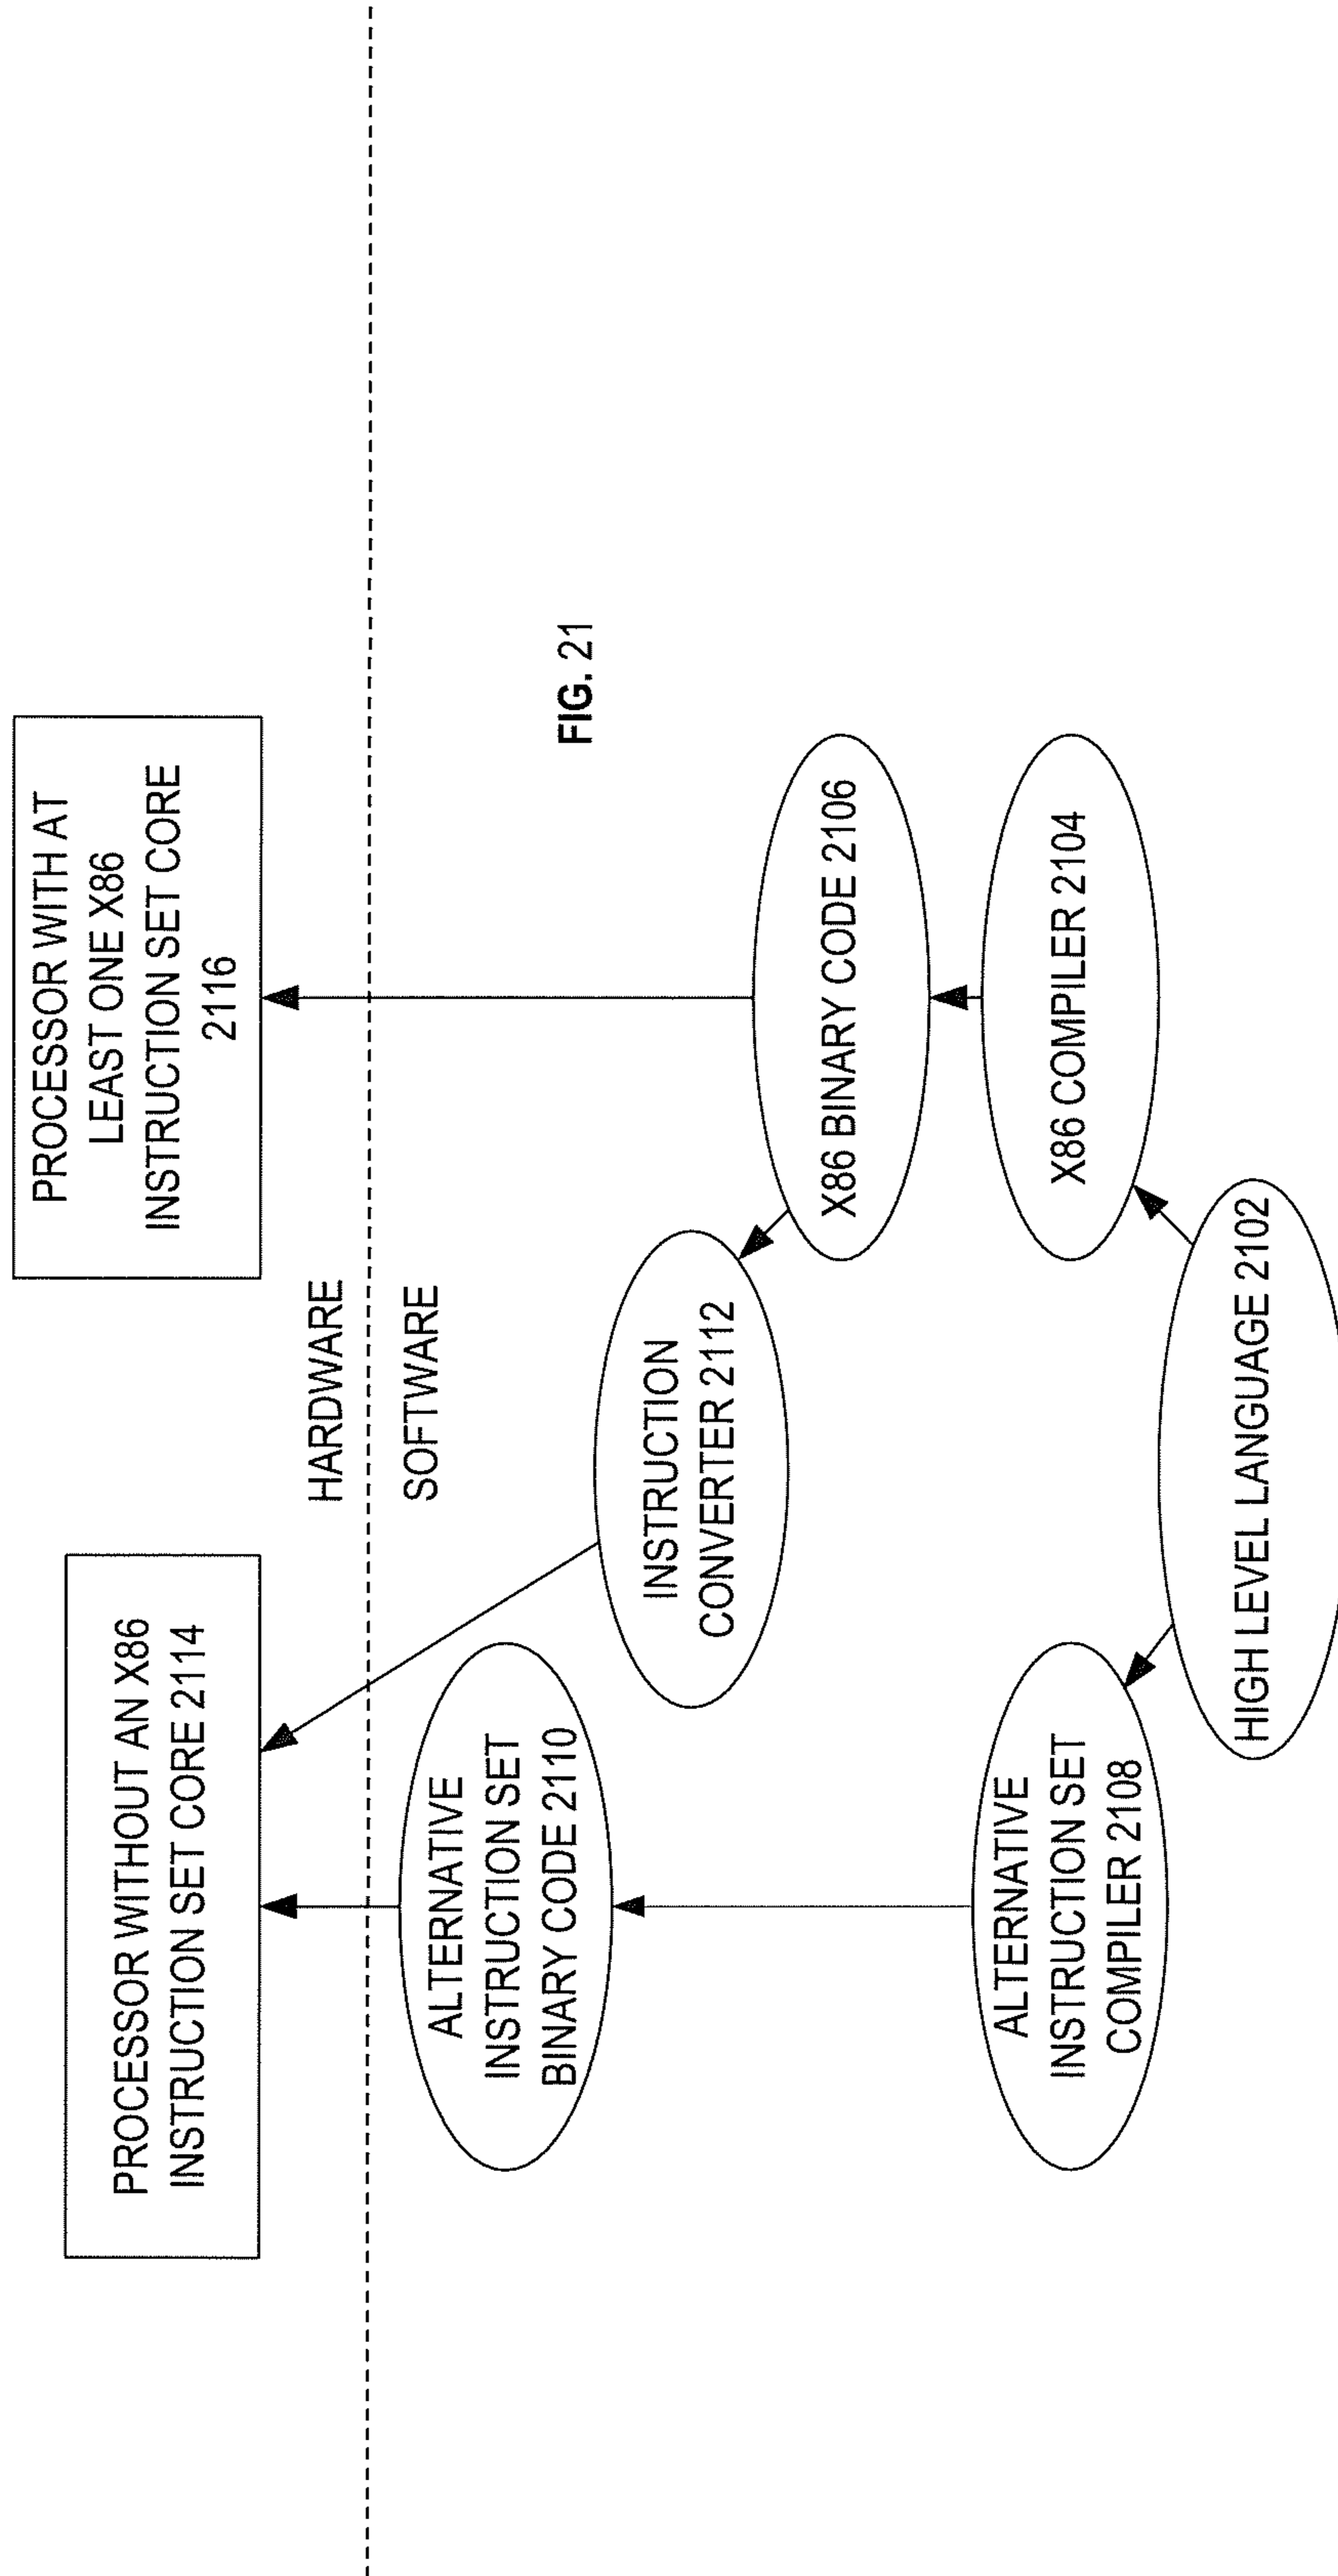 PROCESSOR WITHOUT AN X86
INSTRUCTION SET CORE 2114
PROCESSOR WITH AT
LEAST ONE X86
INSTRUCTION SET CORE
2116
HARDWARE
SOFTWARE
ALTERNATIVE
INSTRUCTION SET
BINARY CODE 2110
INSTRUCTION
CONVERTER 2112
FIG. 21
X86 BINARY CODE 2106
ALTERNATIVE
INSTRUCTION SET
COMPILER 2108
X86 COMPILER 2104
HIGH LEVEL LANGUAGE 2102